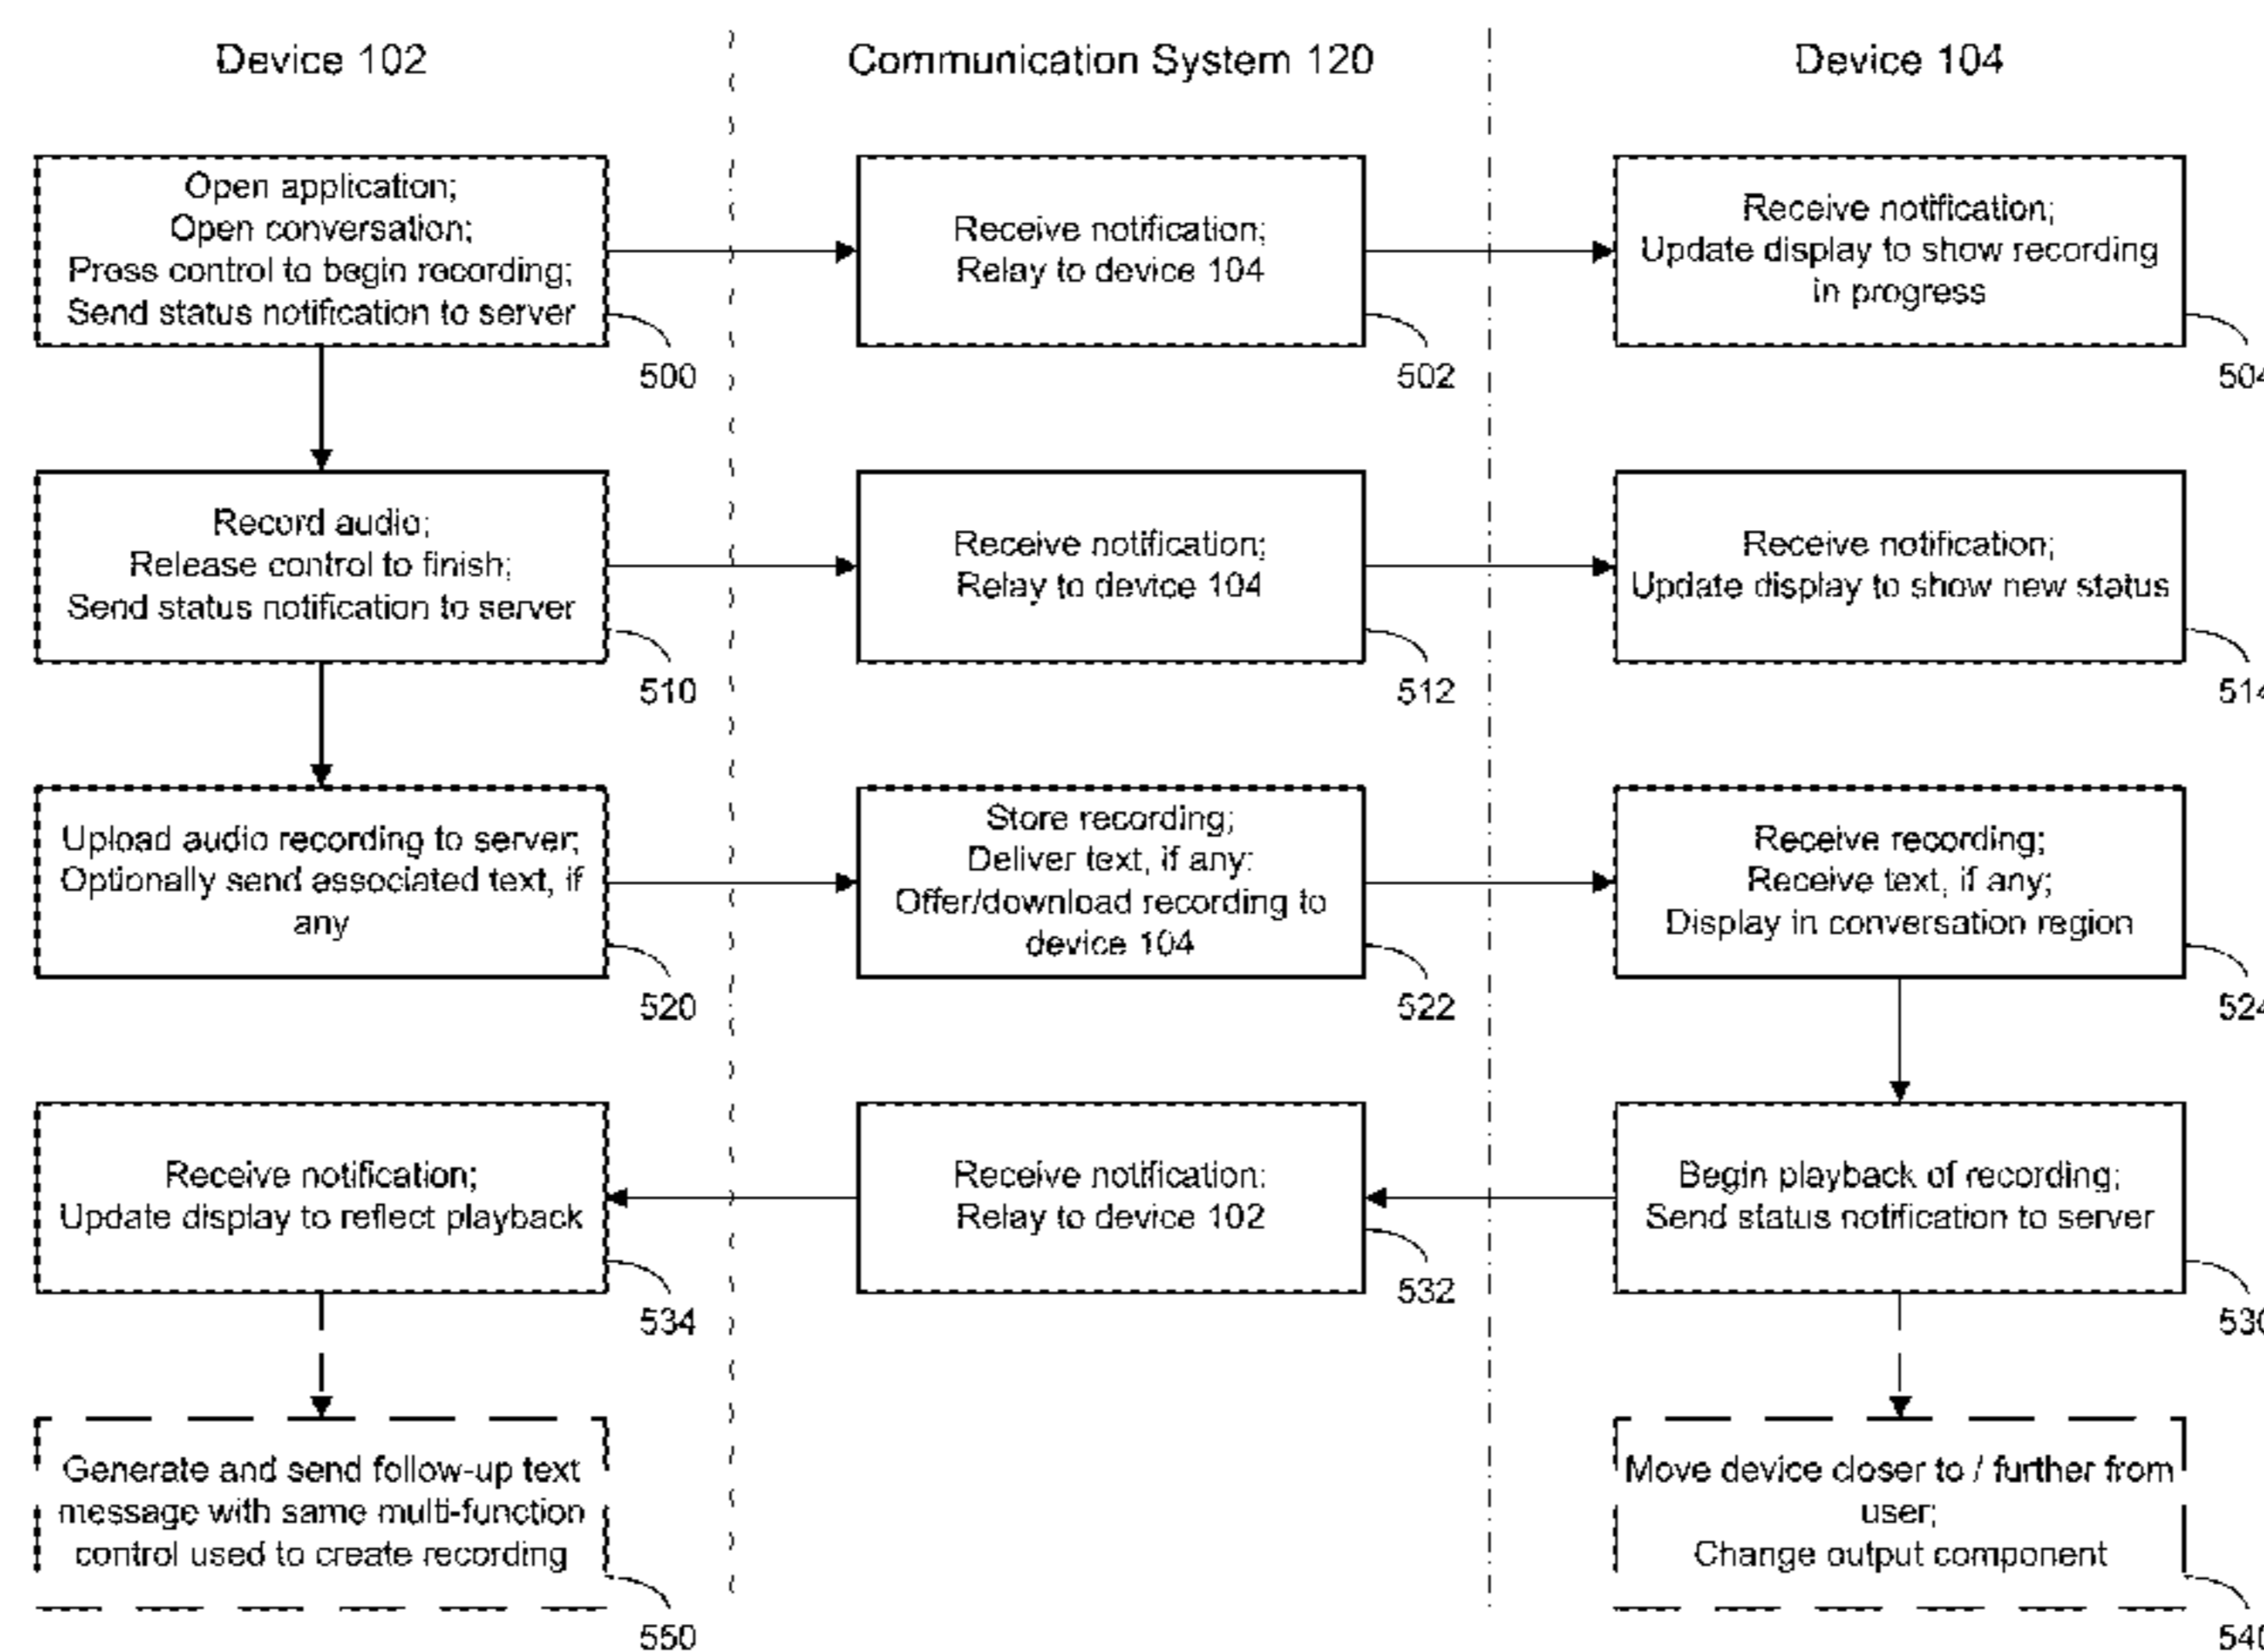 Device 102
Communication System 120
Device 104
Open application;
Open conversation;
Press control to begin recording;
Send status notification to server
500
Receive notification;
Relay to device 104
502
Receive notification;
Update display to show recording
in progress
504
Record audio;
Release control to finish;
Send status notification to server
510
Receive notification;
Relay to device 104
512
Receive notification;
Update display to show new status
514
Upload audio recording to server;
Optionally send associated text, if
any
520
Store recording;
Deliver text, if any:
Offer/download recording to
device 104
522
Receive recording;
Receive text, if any;
Display in conversation region
524
Receive notification;
Update display to reflect playback
534
Receive notification:
Relay to device 102
532
Begin playback of recording;
Send status notification to server
530
Generate and send follow-up text
message with same multi-function
control used to create recording
550
Move device closer to / further from
user;
Change output component
540